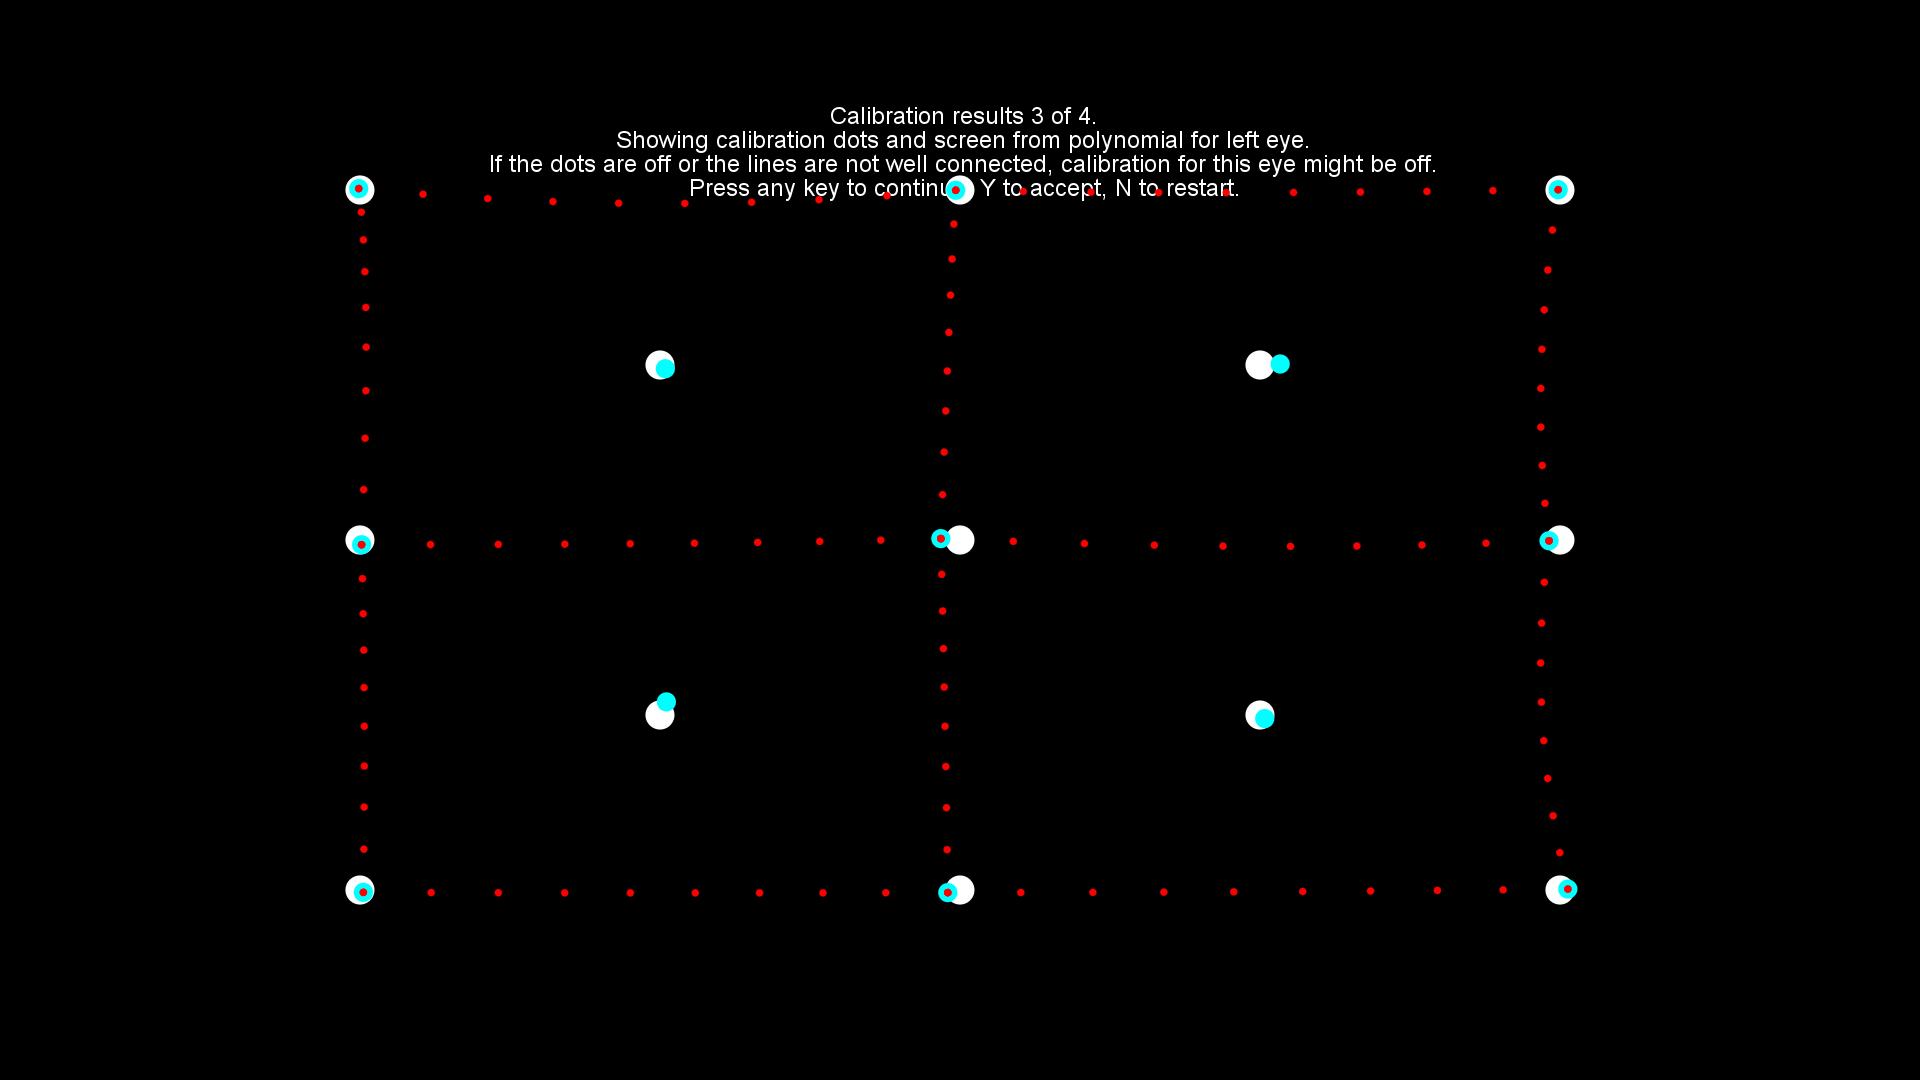 Calibration results 3 of 4.
Showing calibration dots and screen from polynomial for left eye.
If the dots are off or the lines are not well connected, calibration for this eye might be off.
Press any key to continue, Y to accept, N to restart.